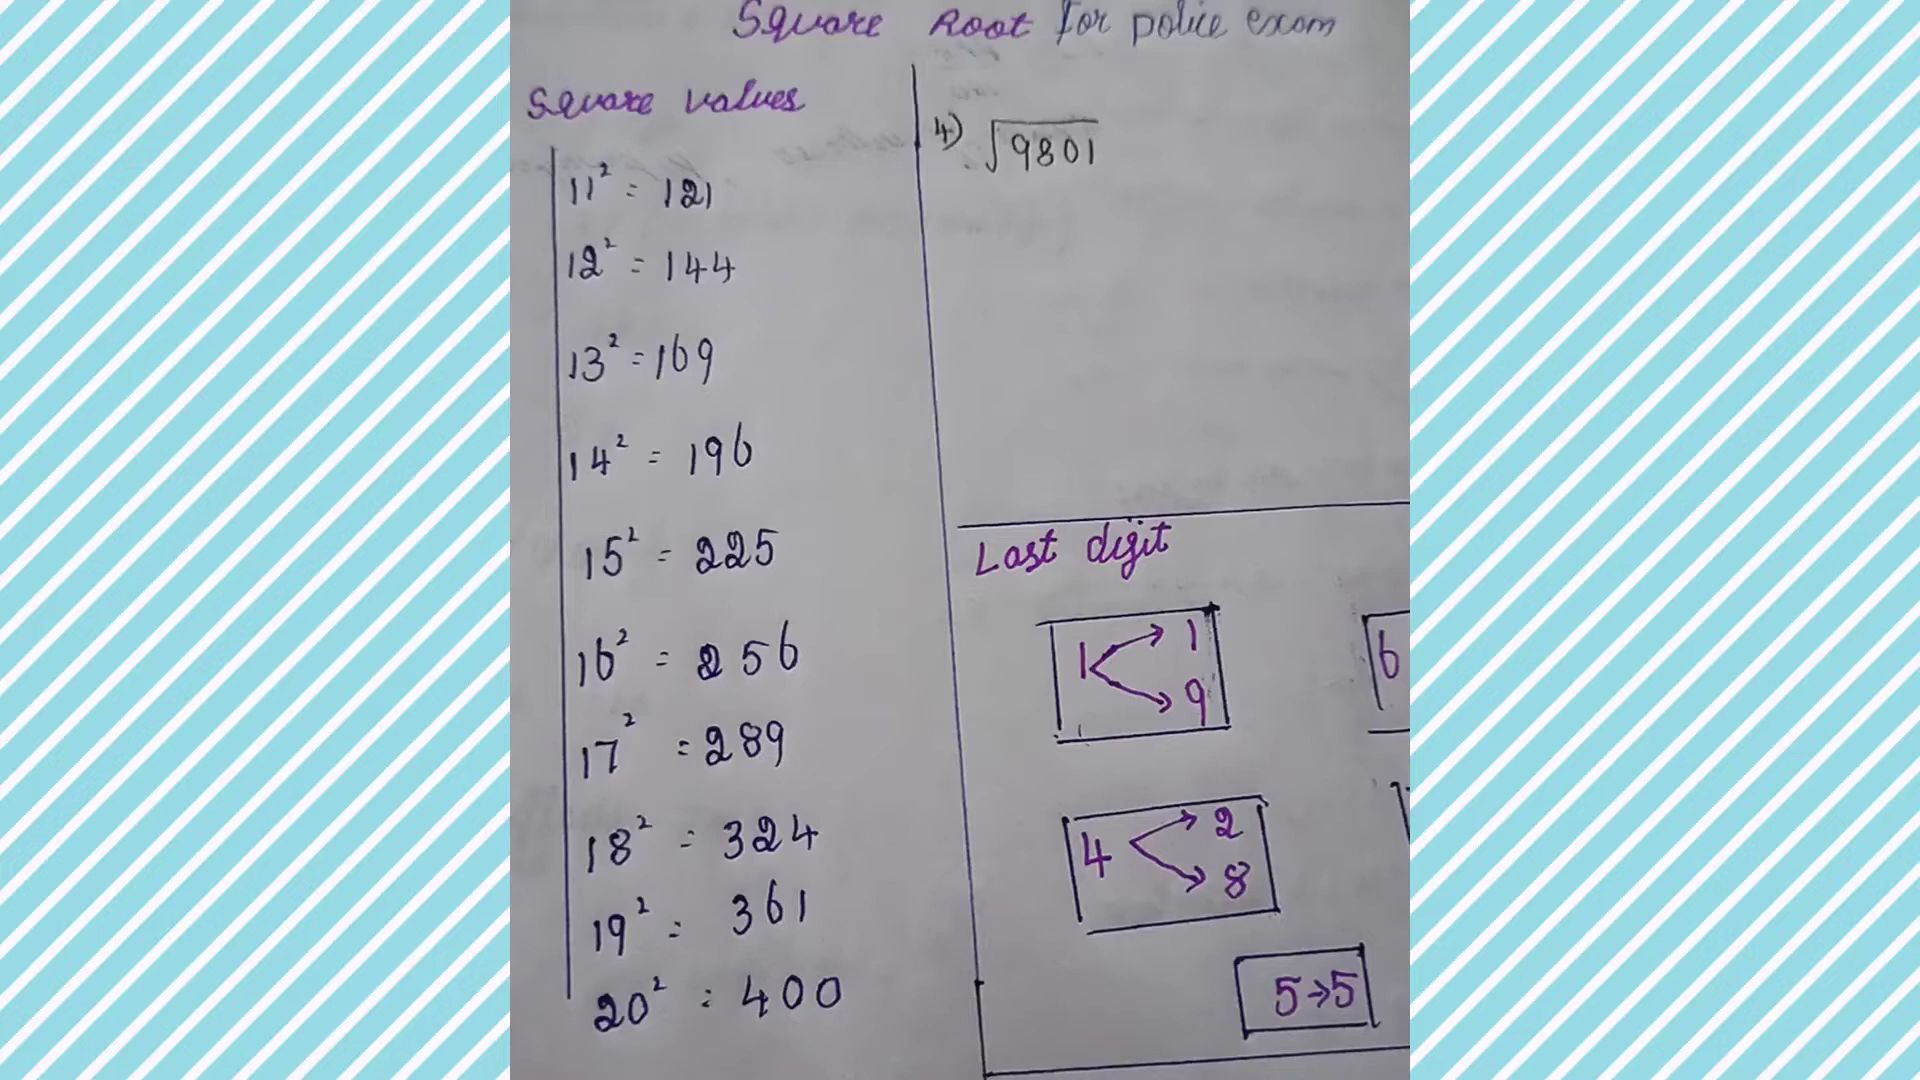 Square Root for police exam
Square values
11² = 121
12² = 144
13² = 169
14² = 196
15² = 225
16² = 256
17² = 289
18² = 324
19² = 361
20² = 400
4) √9801
Last digit
1 → 1
→ 9
6
4 → 2
→ 8
5 → 5